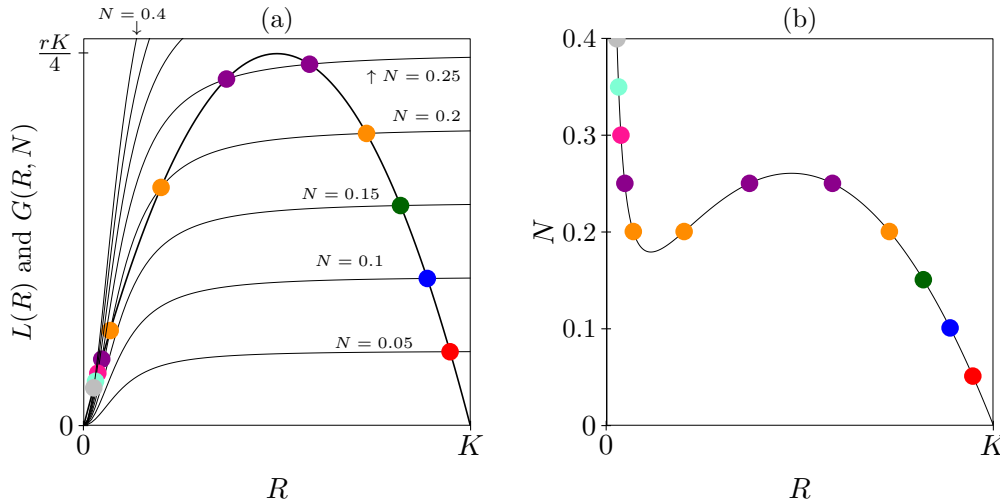 (a)
N = 0.4
rK
4
↑ N = 0.25
N = 0.2
N = 0.15
N = 0.1
N = 0.05
0
0
K
R
L(R) and G(R, N)
(b)
0.4
0.3
0.2
0.1
0
0
K
R
N